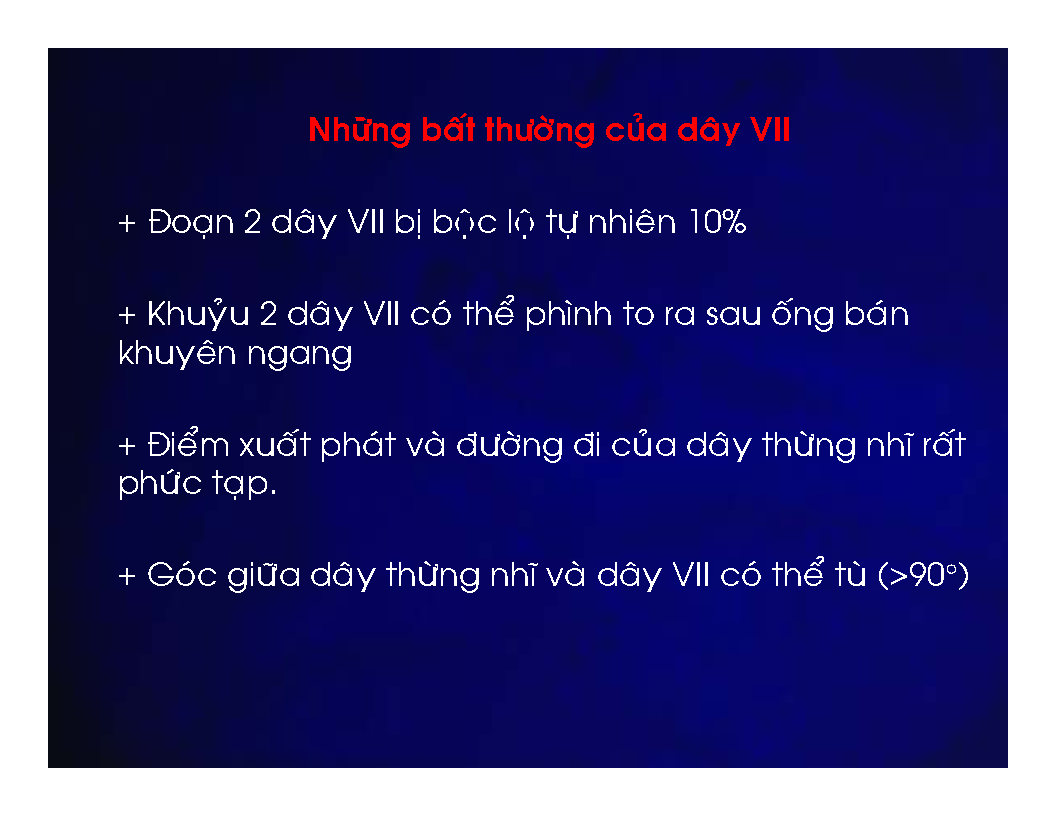 Những bất thường của dây VII
+ Đoạn 2 dây VII bị bộc lộ tự nhiên 10%
+ Khuỷu 2 dây VII có thể phình to ra sau ống bán
khuyên ngang
+ Điểm xuất phát và đường đi của dây thừng nhĩ rất
phức tạp.
+ Góc giữa dây thừng nhĩ và dây VII có thể tù (>90º)